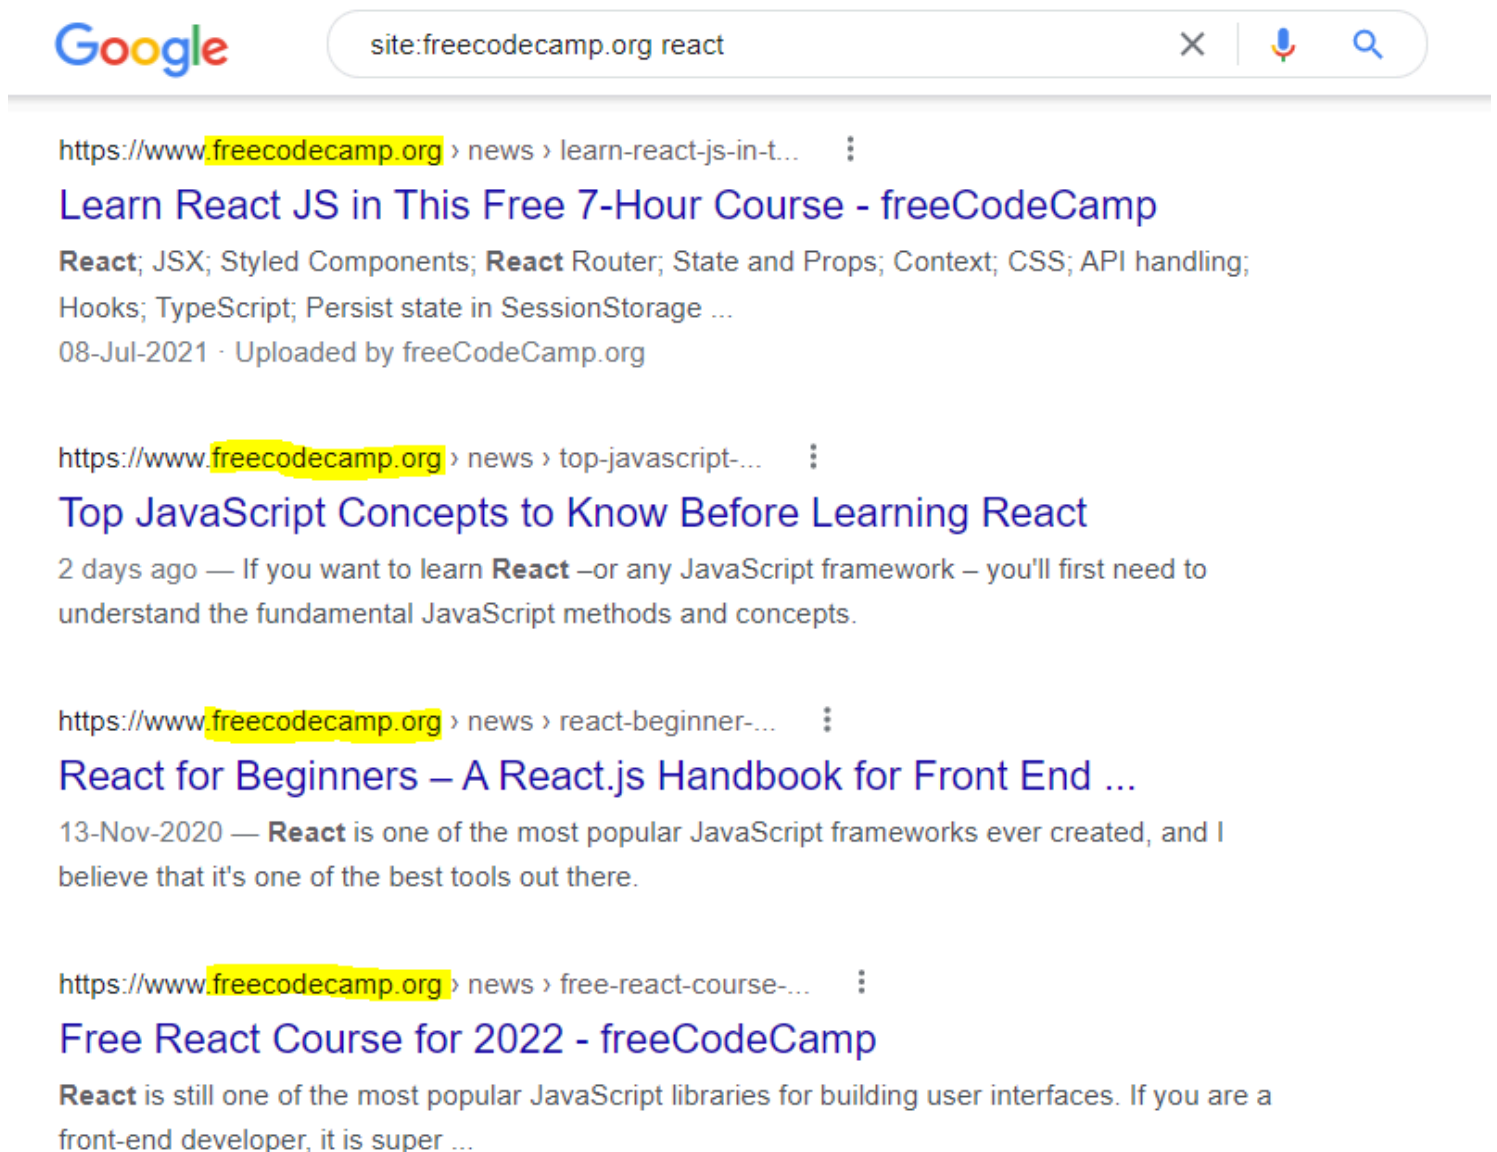 Google
site:freecodecamp.org react
https://www.freecodecamp.org › news › learn-react-js-in-t...
Learn React JS in This Free 7-Hour Course - freeCodeCamp
React; JSX; Styled Components; React Router; State and Props; Context; CSS; API handling;
Hooks; TypeScript; Persist state in SessionStorage ...
08-Jul-2021 · Uploaded by freeCodeCamp.org
https://www.freecodecamp.org › news › top-javascript-...
Top JavaScript Concepts to Know Before Learning React
2 days ago — If you want to learn React –or any JavaScript framework – you'll first need to
understand the fundamental JavaScript methods and concepts.
https://www.freecodecamp.org › news › react-beginner-...
React for Beginners – A React.js Handbook for Front End ...
13-Nov-2020 — React is one of the most popular JavaScript frameworks ever created, and I
believe that it's one of the best tools out there.
https://www.freecodecamp.org › news › free-react-course-...
Free React Course for 2022 - freeCodeCamp
React is still one of the most popular JavaScript libraries for building user interfaces. If you are a
front-end developer, it is super ...